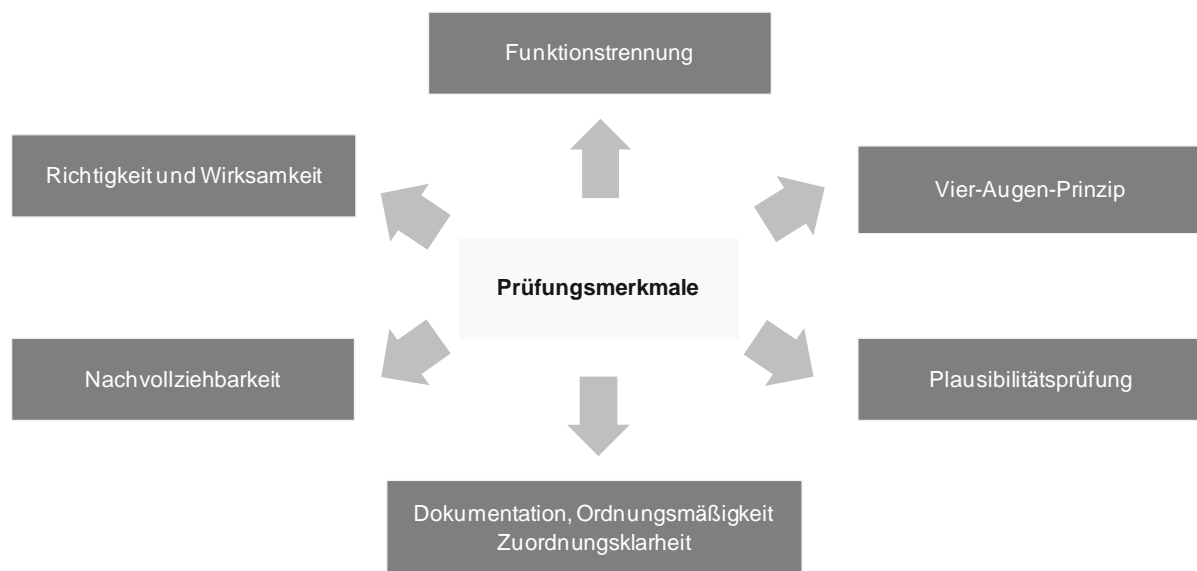 Funktionstrennung
Richtigkeit und Wirksamkeit
Vier-Augen-Prinzip
Prüfungsmerkmale
Nachvollziehbarkeit
Plausibilitätsprüfung
Dokumentation, Ordnungsmäßigkeit
Zuordnungsklarheit